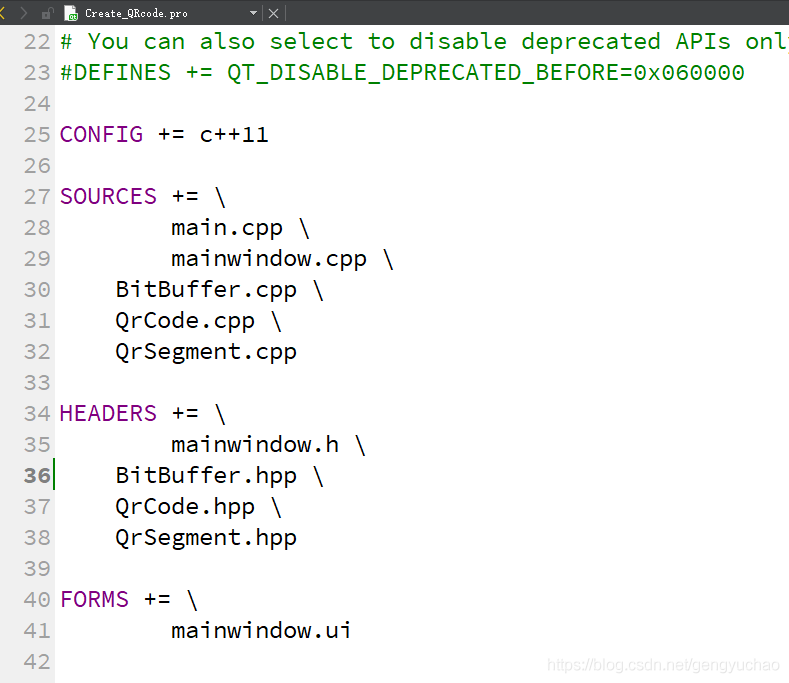 Create_QRcode.pro
22 # You can also select to disable deprecated APIs onl
23 #DEFINES += QT_DISABLE_DEPRECATED_BEFORE=0x060000
24
25 CONFIG += c++11
26
27 SOURCES += \
28         main.cpp \
29         mainwindow.cpp \
30     BitBuffer.cpp \
31     QrCode.cpp \
32     QrSegment.cpp
33
34 HEADERS += \
35         mainwindow.h \
36     BitBuffer.hpp \
37     QrCode.hpp \
38     QrSegment.hpp
39
40 FORMS += \
41         mainwindow.ui
42
https://blog.csdn.net/gengyuchao